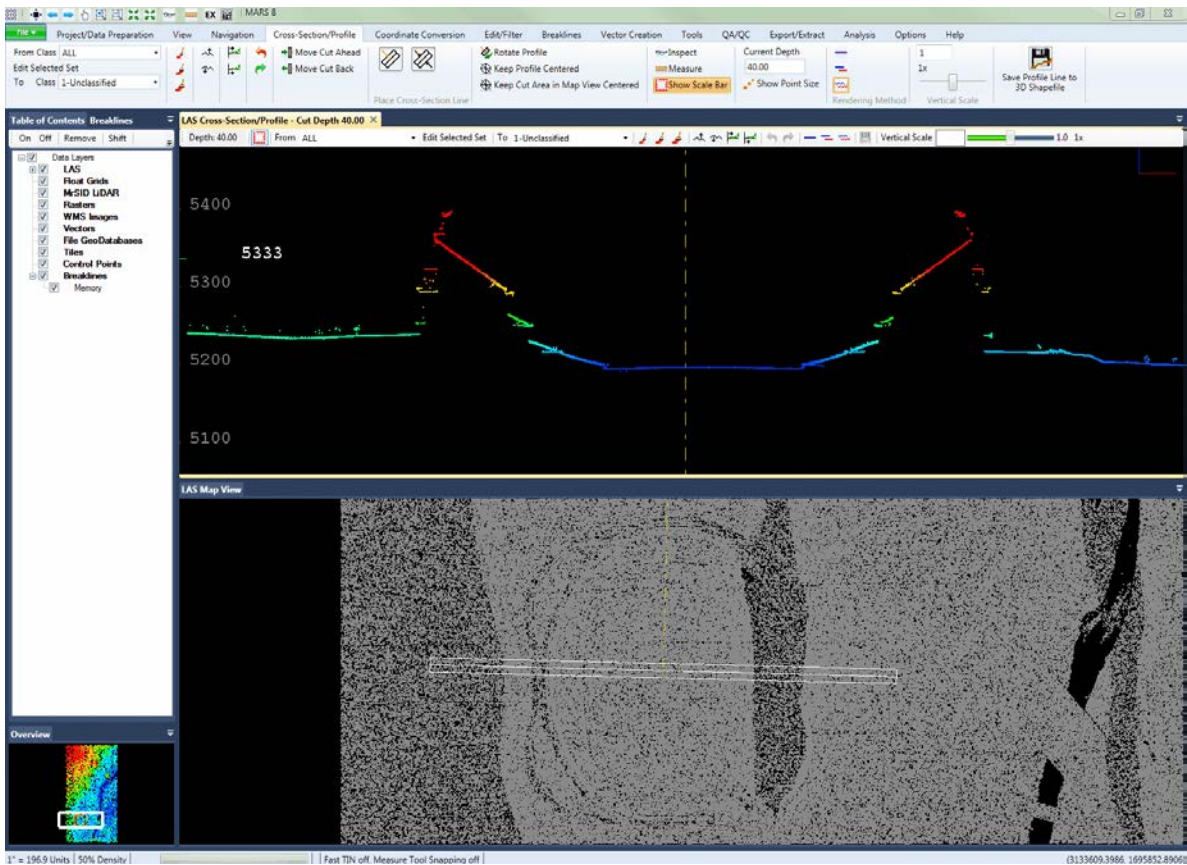 EX MARS 8
File Project/Data Preparation View Navigation Cross-Section/Profile Coordinate Conversion Edit/Filter Breaklines Vector Creation Tools QA/QC Export/Extract Analysis Options Help
From Class ALL
Edit Selected Set
To Class 1-Unclassified
Move Cut Ahead
Move Cut Back
Place Cross-Section Line
Rotate Profile
Keep Profile Centered
Keep Cut Area in Map View Centered
Inspect
Measure
Show Scale Bar
Current Depth
40.00
Show Point Size
Rendering Method
1
1x
Vertical Scale
Save Profile Line to
3D Shapefile
Table of Contents Breaklines
On Off Remove Shift
Data Layers
LAS
Float Grids
MrSID LiDAR
Rasters
WMS Images
Vectors
File GeoDatabases
Tiles
Control Points
Breaklines
Memory
LAS Cross-Section/Profile - Cut Depth 40.00
Depth: 40.00 From ALL Edit Selected Set To 1-Unclassified Vertical Scale 1.0 1x
5400
5333
5300
5200
5100
LAS Map View
Overview
1" = 196.9 Units 50% Density Fast TIN off, Measure Tool Snapping off (3133609.3986, 1695852.8906)